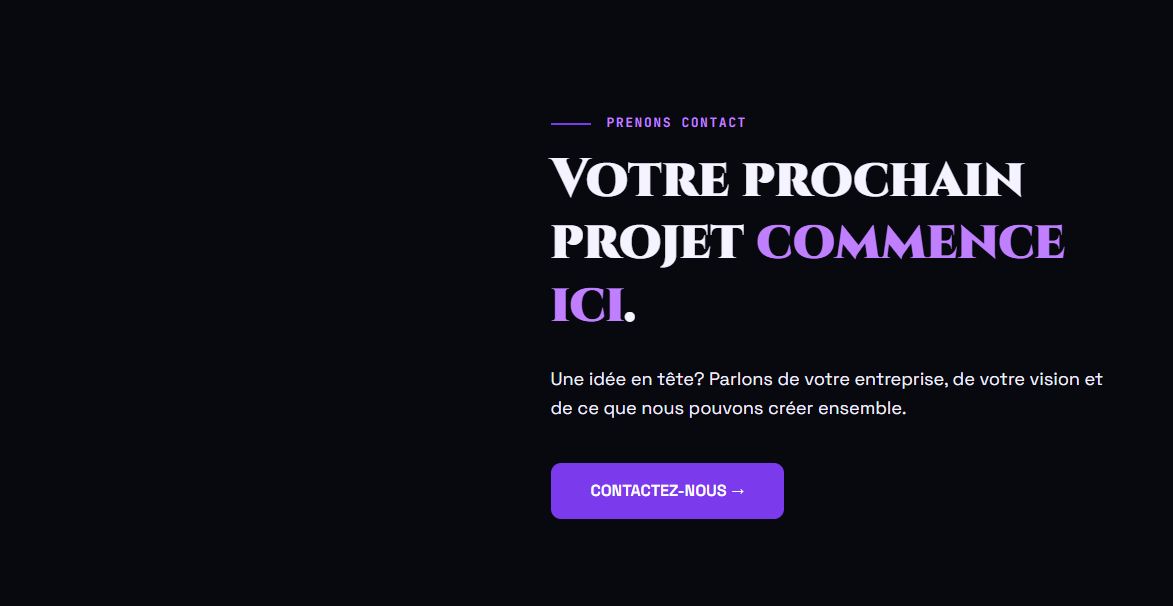 PRENONS CONTACT
VOTRE PROCHAIN
PROJET COMMENCE
ICI.
Une idée en tête? Parlons de votre entreprise, de votre vision et
de ce que nous pouvons créer ensemble.
CONTACTEZ-NOUS →